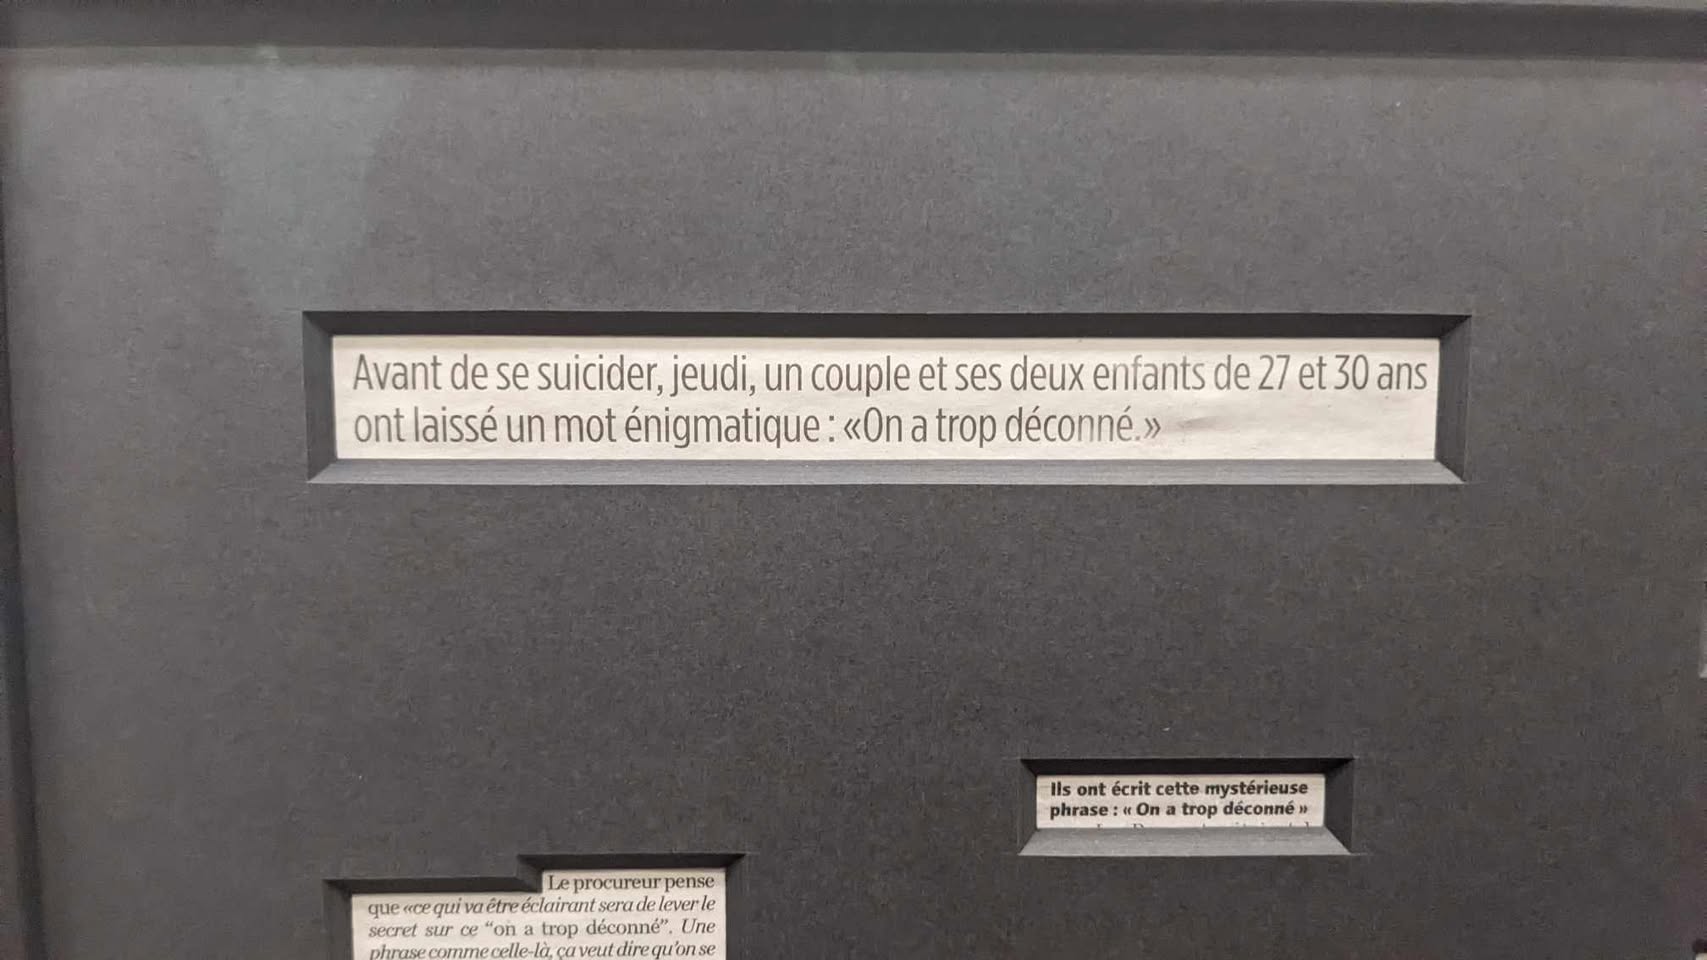 Avant de se suicider, jeudi, un couple et ses deux enfants de 27 et 30 ans
ont laissé un mot énigmatique : «On a trop déconné.»
Ils ont écrit cette mystérieuse
phrase : « On a trop déconné »
Le procureur pense
que «ce qui va être éclairant sera de lever le
secret sur ce “on a trop déconné”. Une
phrase comme celle-là, ça veut dire qu’on se